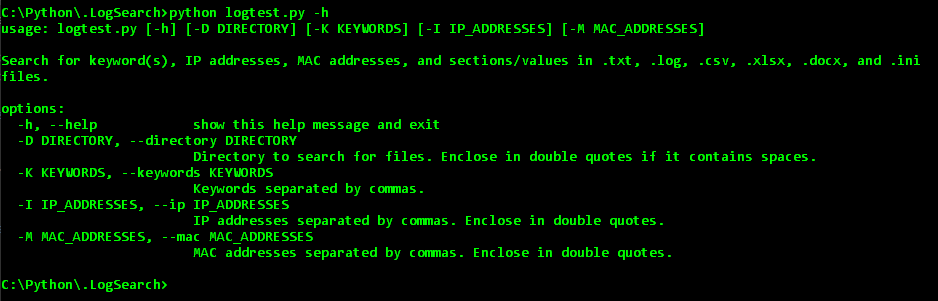 C:\Python\.LogSearch>python logtest.py -h
usage: logtest.py [-h] [-D DIRECTORY] [-K KEYWORDS] [-I IP_ADDRESSES] [-M MAC_ADDRESSES]
Search for keyword(s), IP addresses, MAC addresses, and sections/values in .txt, .log, .csv, .xlsx, .docx, and .ini
files.
options:
-h, --help show this help message and exit
-D DIRECTORY, --directory DIRECTORY
Directory to search for files. Enclose in double quotes if it contains spaces.
-K KEYWORDS, --keywords KEYWORDS
Keywords separated by commas.
-I IP_ADDRESSES, --ip IP_ADDRESSES
IP addresses separated by commas. Enclose in double quotes.
-M MAC_ADDRESSES, --mac MAC_ADDRESSES
MAC addresses separated by commas. Enclose in double quotes.
C:\Python\.LogSearch>